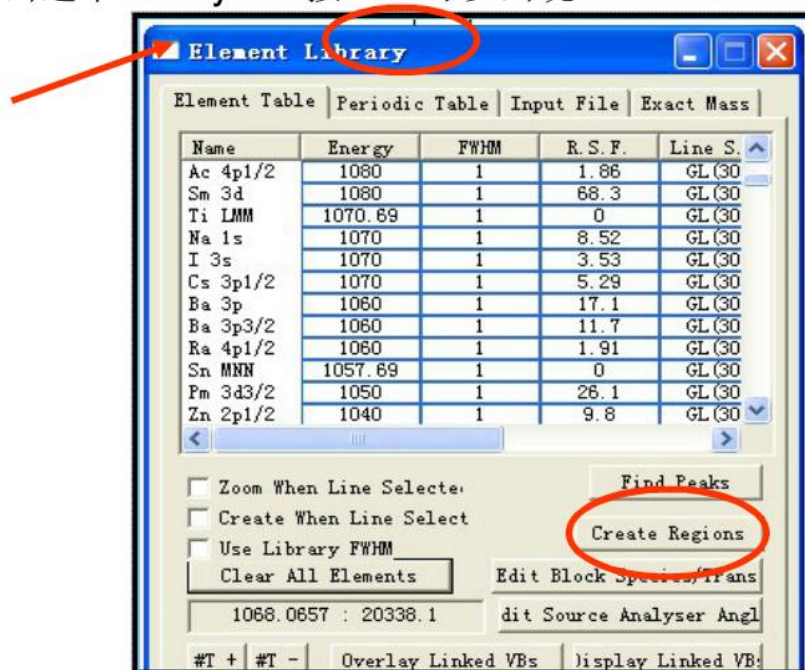 Element Library
Element Table Periodic Table Input File Exact Mass
Name Energy FWHM R.S.F. Line S.
Ac 4p1/2 1080 1 1.86 GL(30
Sm 3d 1080 1 68.3 GL(30
Ti LMM 1070.69 1 0 GL(30
Na 1s 1070 1 8.52 GL(30
I 3s 1070 1 3.53 GL(30
Cs 3p1/2 1070 1 5.29 GL(30
Ba 3p 1060 1 17.1 GL(30
Ba 3p3/2 1060 1 11.7 GL(30
Ra 4p1/2 1060 1 1.91 GL(30
Sn MNN 1057.69 1 0 GL(30
Pm 3d3/2 1050 1 26.1 GL(30
Zn 2p1/2 1040 1 9.8 GL(30
Zoom When Line Selecte
Find Peaks
Create When Line Select
Create Regions
Use Library FWHM
Clear All Elements Edit Block Species/Trans
1068.0657 : 20338.1 dit Source Analyser Angl
#T + #T - Overlay Linked VBs Display Linked VB